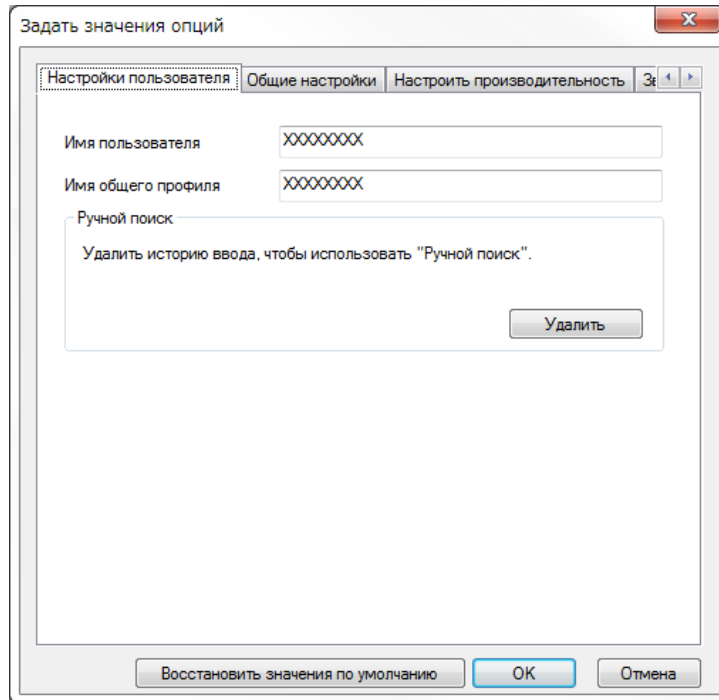 Задать значения опций
Настройки пользователя Общие настройки Настроить производительность
Имя пользователя XXXXXXXX
Имя общего профиля XXXXXXXX
Ручной поиск
Удалить историю ввода, чтобы использовать "Ручной поиск".
Удалить
Восстановить значения по умолчанию OK Отмена